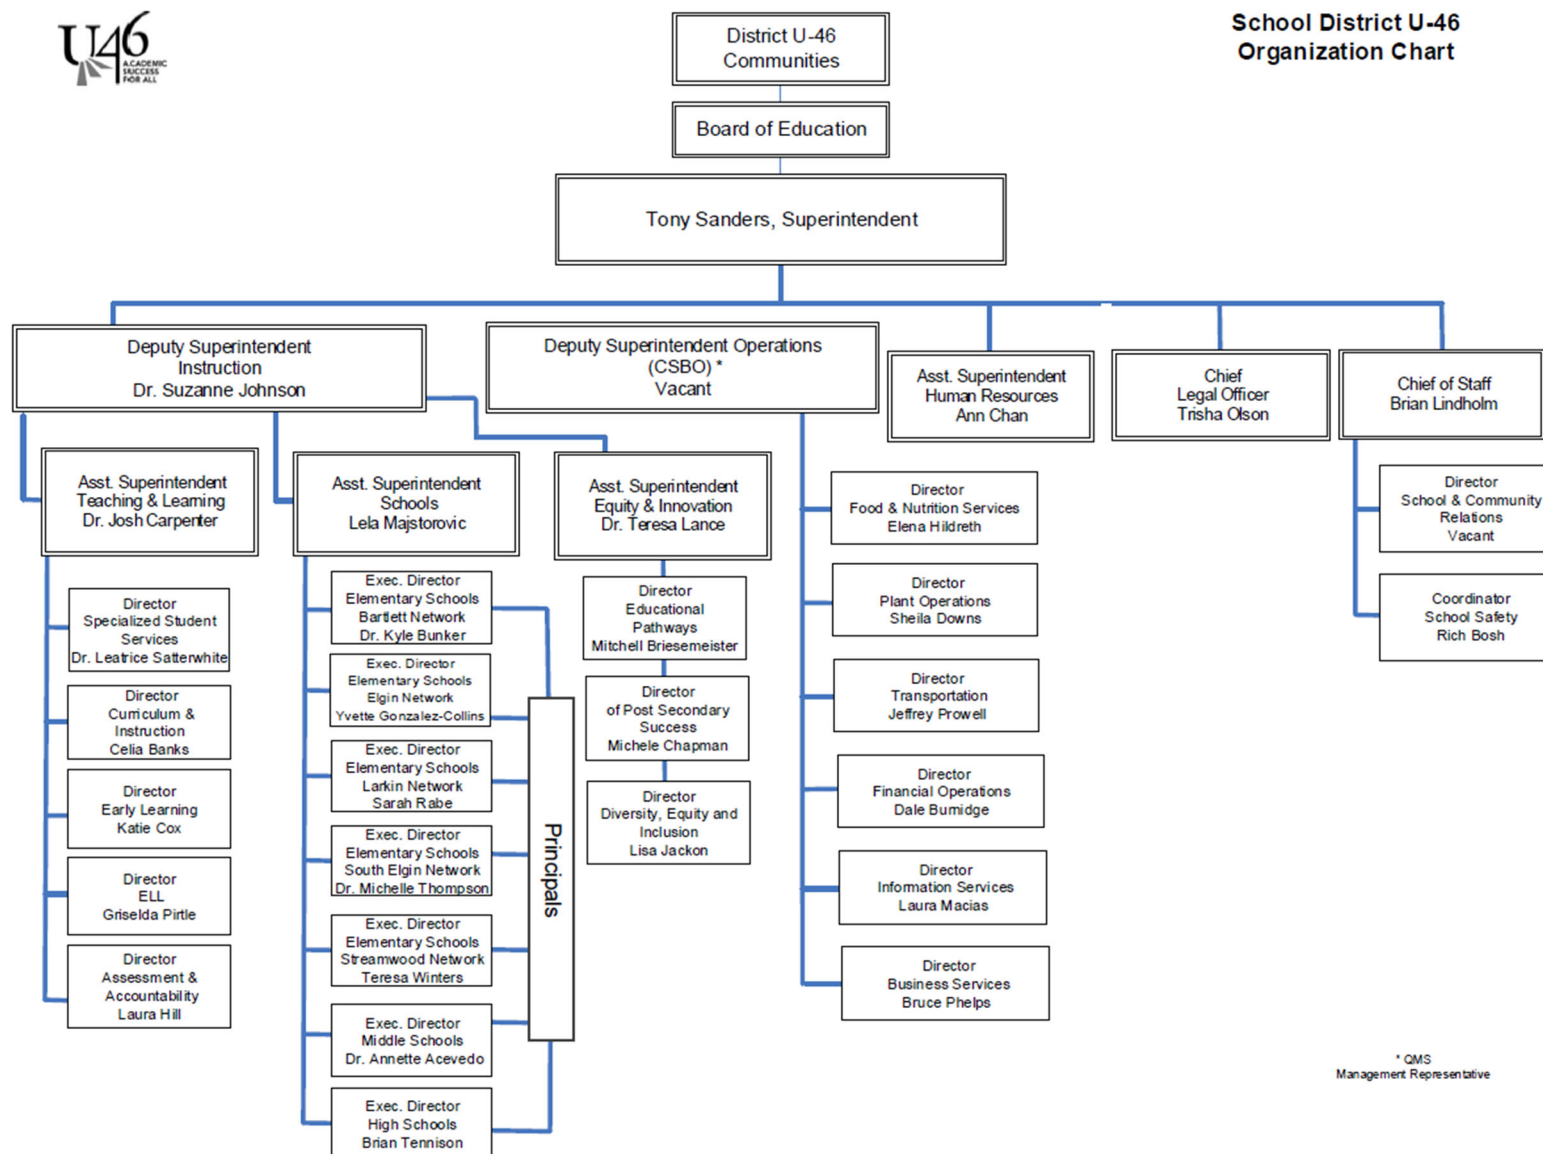 U46
ACADEMIC
SUCCESS
FOR ALL
School District U-46
Organization Chart
District U-46
Communities
Board of Education
Tony Sanders, Superintendent
Deputy Superintendent
Instruction
Dr. Suzanne Johnson
Deputy Superintendent Operations
(CSBO) *
Vacant
Asst. Superintendent
Human Resources
Ann Chan
Chief
Legal Officer
Trisha Olson
Chief of Staff
Brian Lindholm
Asst. Superintendent
Teaching & Learning
Dr. Josh Carpenter
Asst. Superintendent
Schools
Lela Majstorovic
Asst. Superintendent
Equity & Innovation
Dr. Teresa Lance
Director
Specialized Student
Services
Dr. Leatrice Satterwhite
Director
Curriculum &
Instruction
Celia Banks
Director
Early Learning
Katie Cox
Director
ELL
Griselda Pirtle
Director
Assessment &
Accountability
Laura Hill
Exec. Director
Elementary Schools
Bartlett Network
Dr. Kyle Bunker
Exec. Director
Elementary Schools
Elgin Network
Yvette Gonzalez-Collins
Exec. Director
Elementary Schools
Larkin Network
Sarah Rabe
Exec. Director
Elementary Schools
South Elgin Network
Dr. Michelle Thompson
Exec. Director
Elementary Schools
Streamwood Network
Teresa Winters
Exec. Director
Middle Schools
Dr. Annette Acevedo
Exec. Director
High Schools
Brian Tennison
Principals
Director
Educational
Pathways
Mitchell Briesemeister
Director
of Post Secondary
Success
Michele Chapman
Director
Diversity, Equity and
Inclusion
Lisa Jackon
Director
Food & Nutrition Services
Elena Hildreth
Director
Plant Operations
Sheila Downs
Director
Transportation
Jeffrey Prowell
Director
Financial Operations
Dale Burnidge
Director
Information Services
Laura Macias
Director
Business Services
Bruce Phelps
Director
School & Community
Relations
Vacant
Coordinator
School Safety
Rich Bosh
* QMS
Management Representative